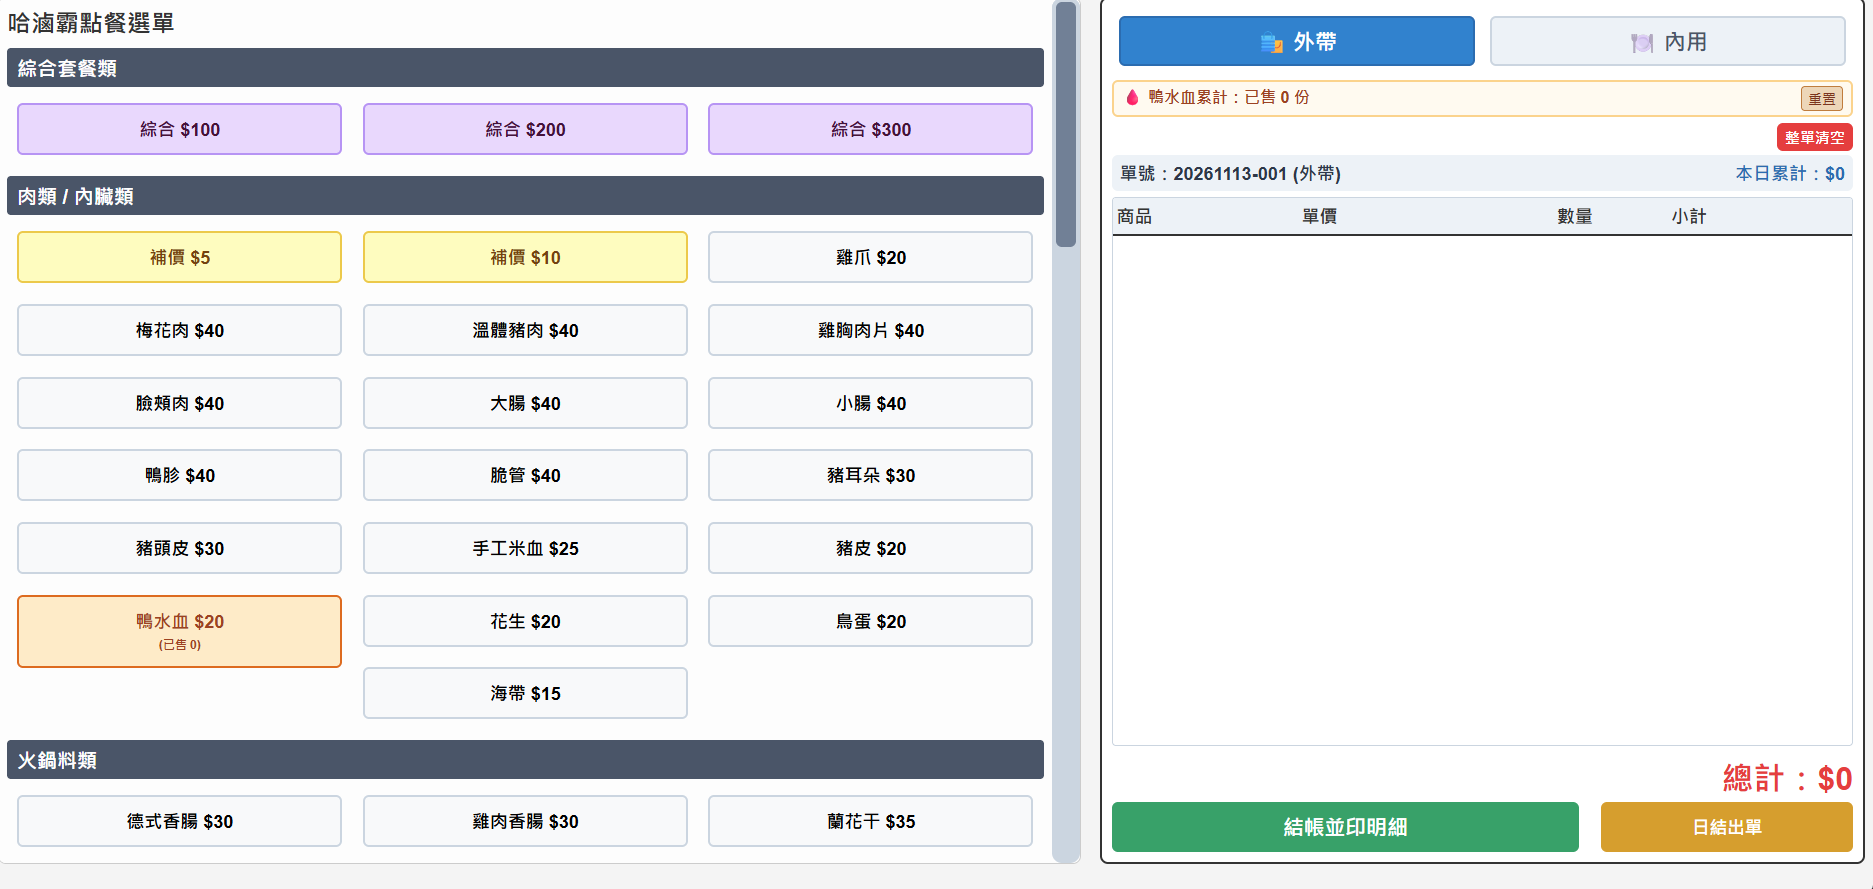 哈滷霸點餐選單
綜合套餐類
綜合 $100
綜合 $200
綜合 $300
肉類 / 內臟類
補價 $5
補價 $10
雞爪 $20
梅花肉 $40
溫體豬肉 $40
雞胸肉片 $40
臉頰肉 $40
大腸 $40
小腸 $40
鴨胗 $40
脆管 $40
豬耳朵 $30
豬頭皮 $30
手工米血 $25
豬皮 $20
鴨水血 $20
(已售 0)
花生 $20
鳥蛋 $20
海帶 $15
火鍋料類
德式香腸 $30
雞肉香腸 $30
蘭花干 $35
外帶
內用
鴨水血累計：已售 0 份
重置
整單清空
單號：20261113-001 (外帶)
本日累計：$0
商品 單價 數量 小計
總計：$0
結帳並印明細
日結出單